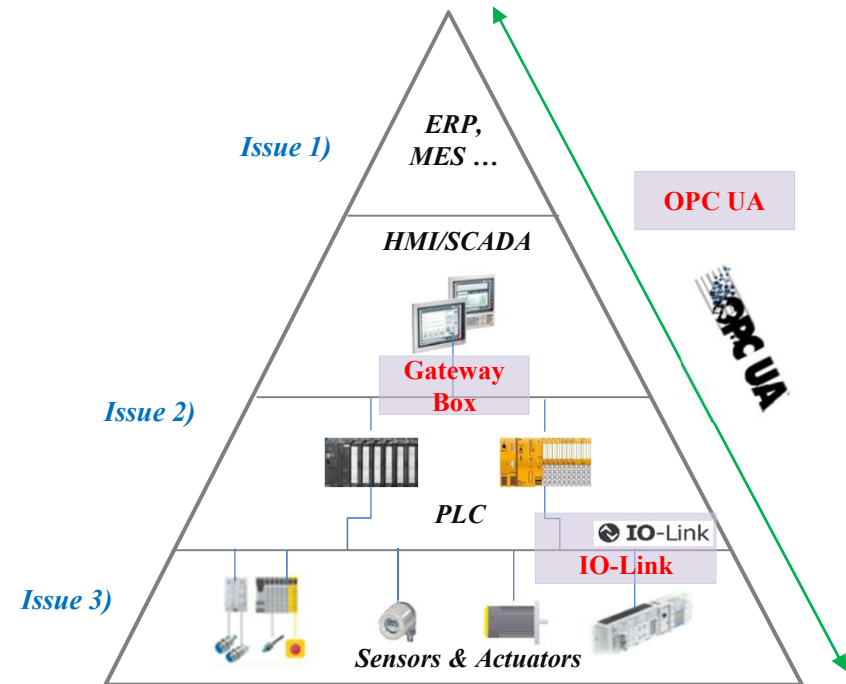 ERP,
MES ...
Issue 1)
OPC UA
HMI/SCADA
OPC UA
Gateway
Box
Issue 2)
PLC
IO-Link
IO-Link
Issue 3)
Sensors & Actuators